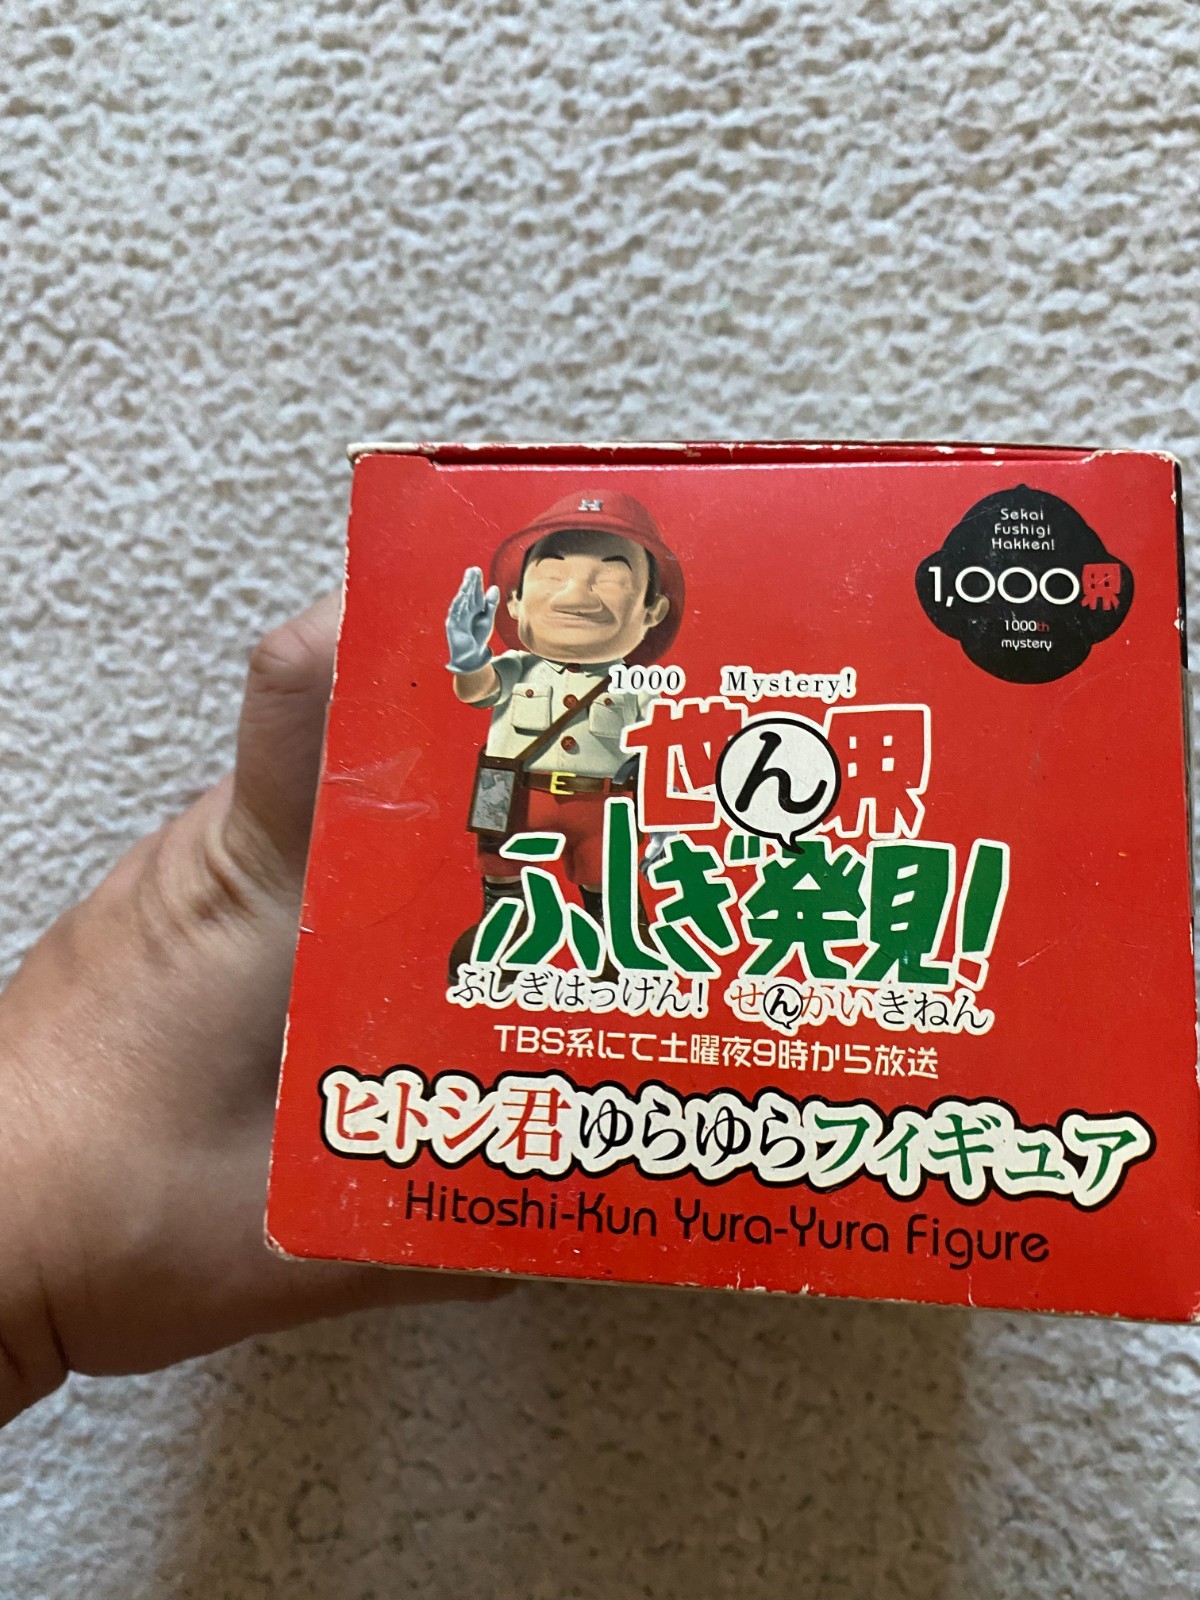 H
Sekai
Fushigi
Hakken!
1,000界
1000th
mystery
1000 Mystery!
世ん界
ふしぎ発見!
ふしぎはっけん! せんかいきねん
TBS系にて土曜夜9時から放送
ヒトシ君ゆらゆらフィギュア
Hitoshi-Kun Yura-Yura Figure